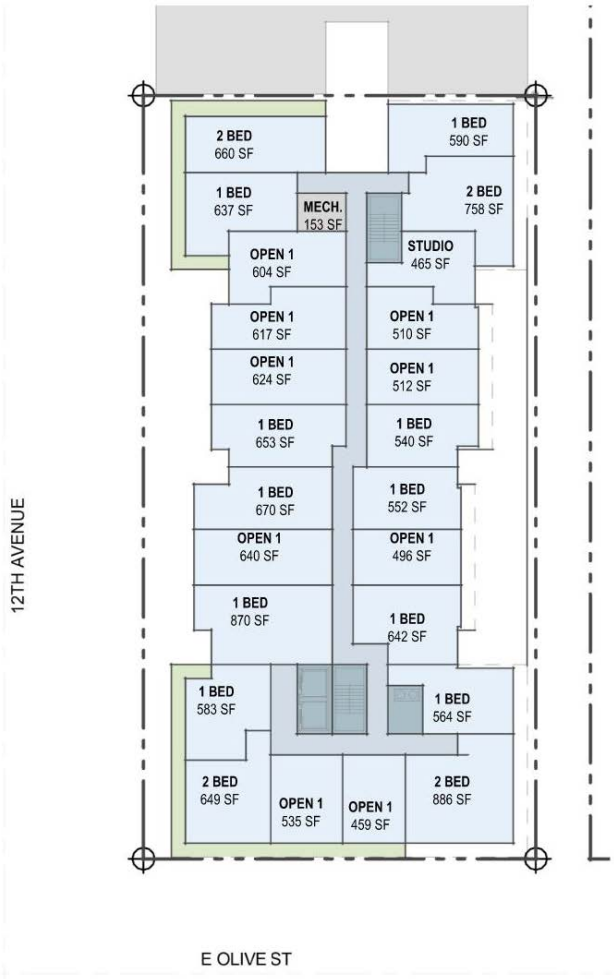 1 BED
590 SF
2 BED
660 SF
1 BED
637 SF
2 BED
758 SF
MECH.
153 SF
STUDIO
465 SF
OPEN 1
604 SF
OPEN 1
617 SF
OPEN 1
510 SF
OPEN 1
624 SF
OPEN 1
512 SF
1 BED
653 SF
1 BED
540 SF
1 BED
670 SF
1 BED
552 SF
OPEN 1
640 SF
OPEN 1
496 SF
1 BED
870 SF
1 BED
642 SF
1 BED
583 SF
1 BED
564 SF
2 BED
649 SF
OPEN 1
535 SF
OPEN 1
459 SF
2 BED
886 SF
12TH AVENUE
E OLIVE ST